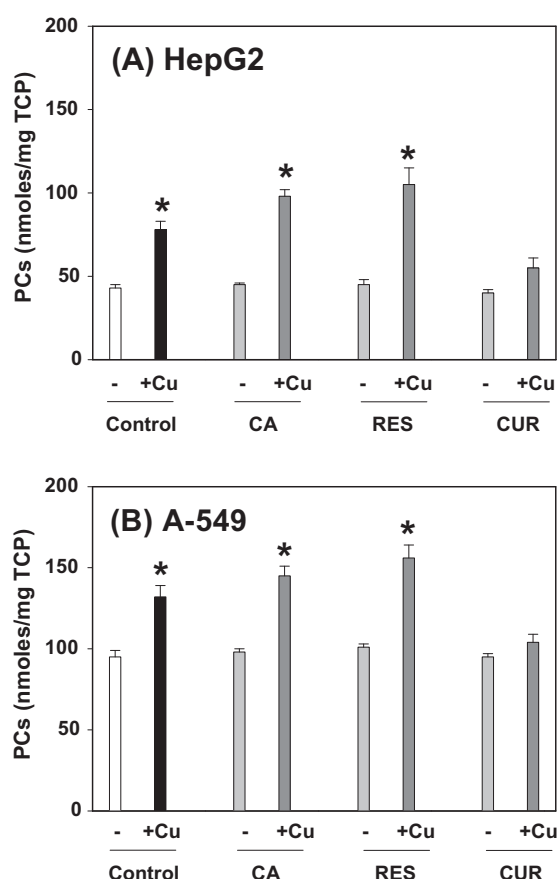 200
(A) HepG2
150
*
*
*
100
50
0
PCs (nmoles/mg TCP)
- +Cu - +Cu - +Cu - +Cu
Control CA RES CUR
200
(B) A-549
*
*
*
150
100
50
0
PCs (nmoles/mg TCP)
- +Cu - +Cu - +Cu - +Cu
Control CA RES CUR